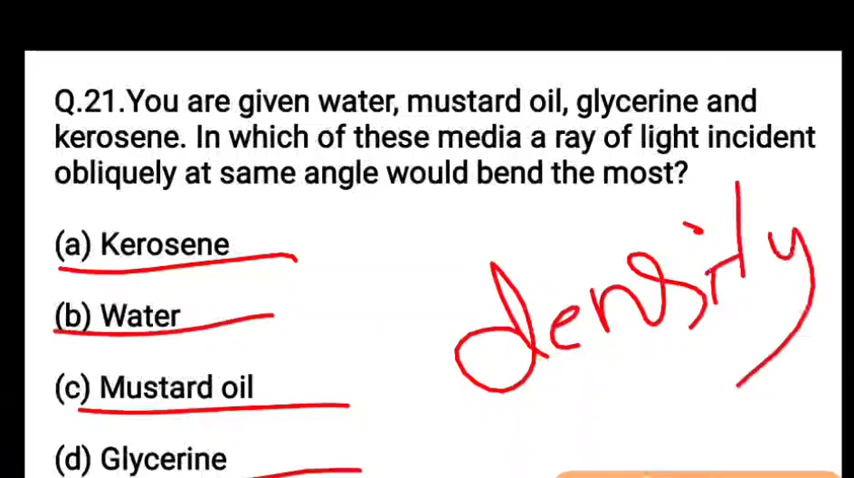 Q.21.You are given water, mustard oil, glycerine and
kerosene. In which of these media a ray of light incident
obliquely at same angle would bend the most?
(a) Kerosene
(b) Water
(c) Mustard oil
(d) Glycerine
density